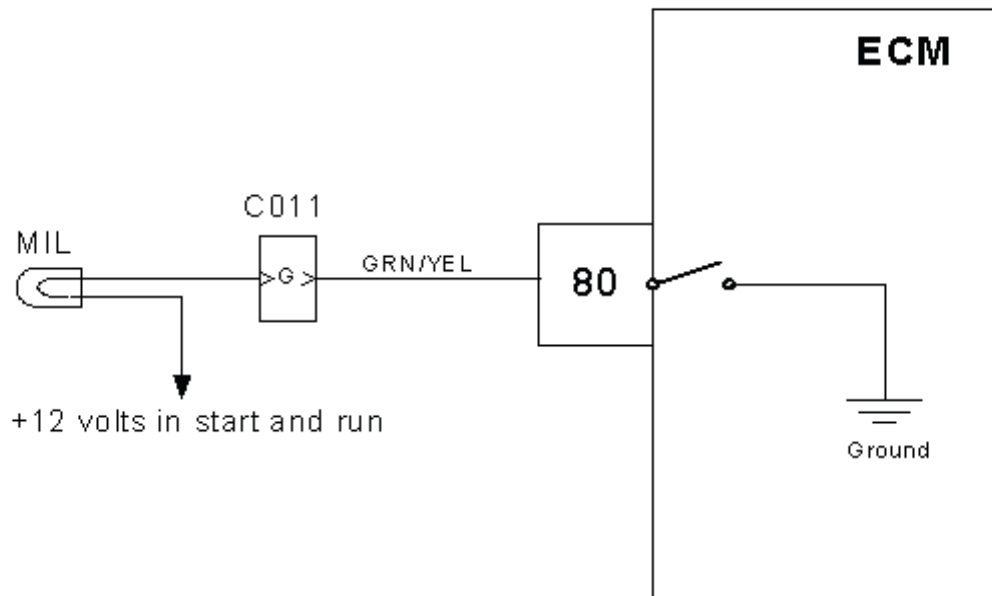 ECM
C011
MIL
G
GRN/YEL
80
+12 volts in start and run
Ground